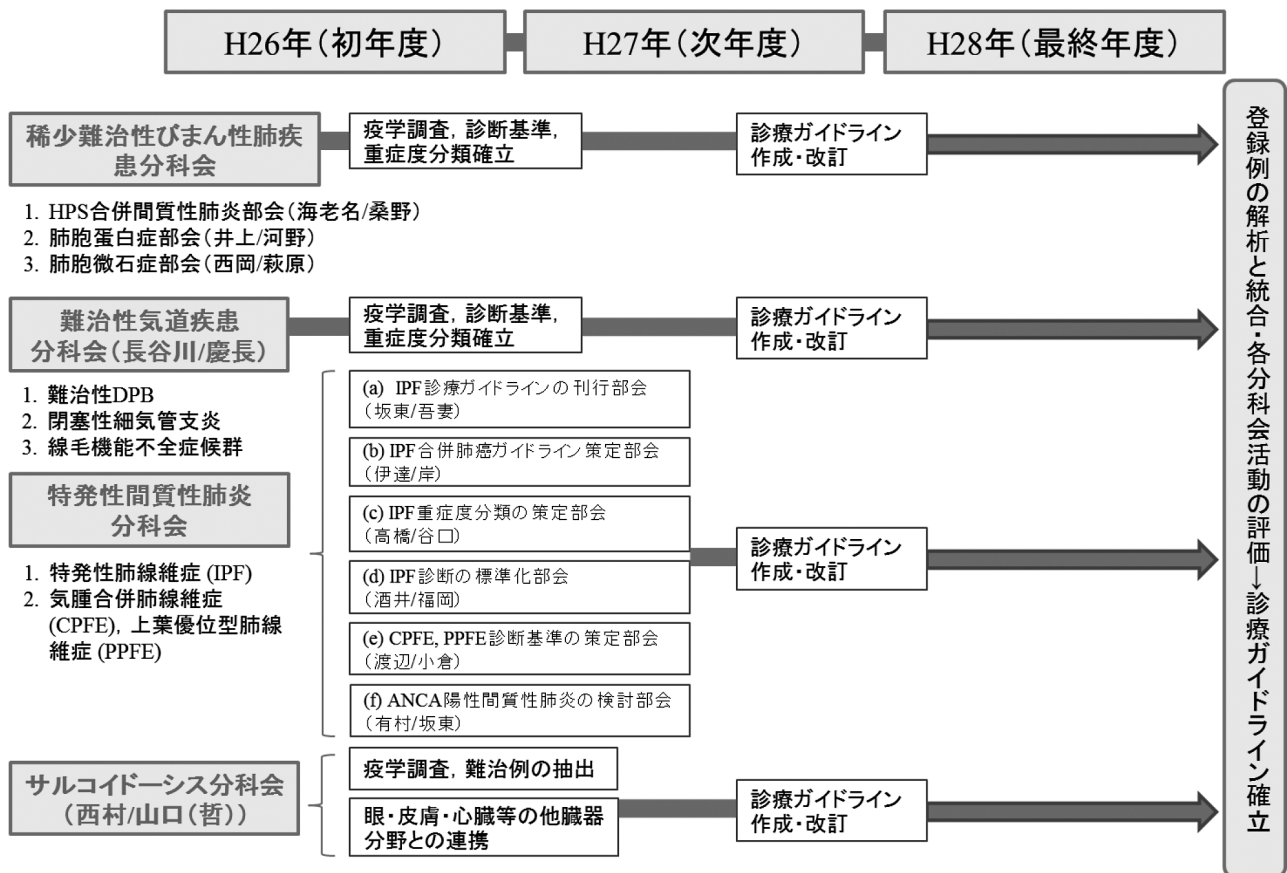 H26年（初年度）
H27年（次年度）
H28年（最終年度）
稀少難治性びまん性肺疾
患分科会
疫学調査，診断基準，
重症度分類確立
診療ガイドライン
作成・改訂
1. HPS合併間質性肺炎部会（海老名/桑野）
2. 肺胞蛋白症部会（井上/河野）
3. 肺胞微石症部会（西岡/萩原）
難治性気道疾患
分科会（長谷川/慶長）
疫学調査，診断基準，
重症度分類確立
診療ガイドライン
作成・改訂
1. 難治性DPB
2. 閉塞性細気管支炎
3. 線毛機能不全症候群
特発性間質性肺炎
分科会
1. 特発性肺線維症 (IPF)
2. 気腫合併肺線維症
(CPFE)，上葉優位型肺線
維症 (PPFE)
(a) IPF診療ガイドラインの刊行部会
（坂東/吾妻）
(b) IPF合併肺癌ガイドライン策定部会
（伊達/岸）
(c) IPF重症度分類の策定部会
（高橋/谷口）
(d) IPF診断の標準化部会
（酒井/福岡）
(e) CPFE, PPFE診断基準の策定部会
（渡辺/小倉）
(f) ANCA陽性間質性肺炎の検討部会
（有村/坂東）
診療ガイドライン
作成・改訂
サルコイドーシス分科会
（西村/山口（哲））
疫学調査，難治例の抽出
眼・皮膚・心臓等の他臓器
分野との連携
診療ガイドライン
作成・改訂
登録例の解析と統合・各分科会活動の評価→診療ガイドライン確立